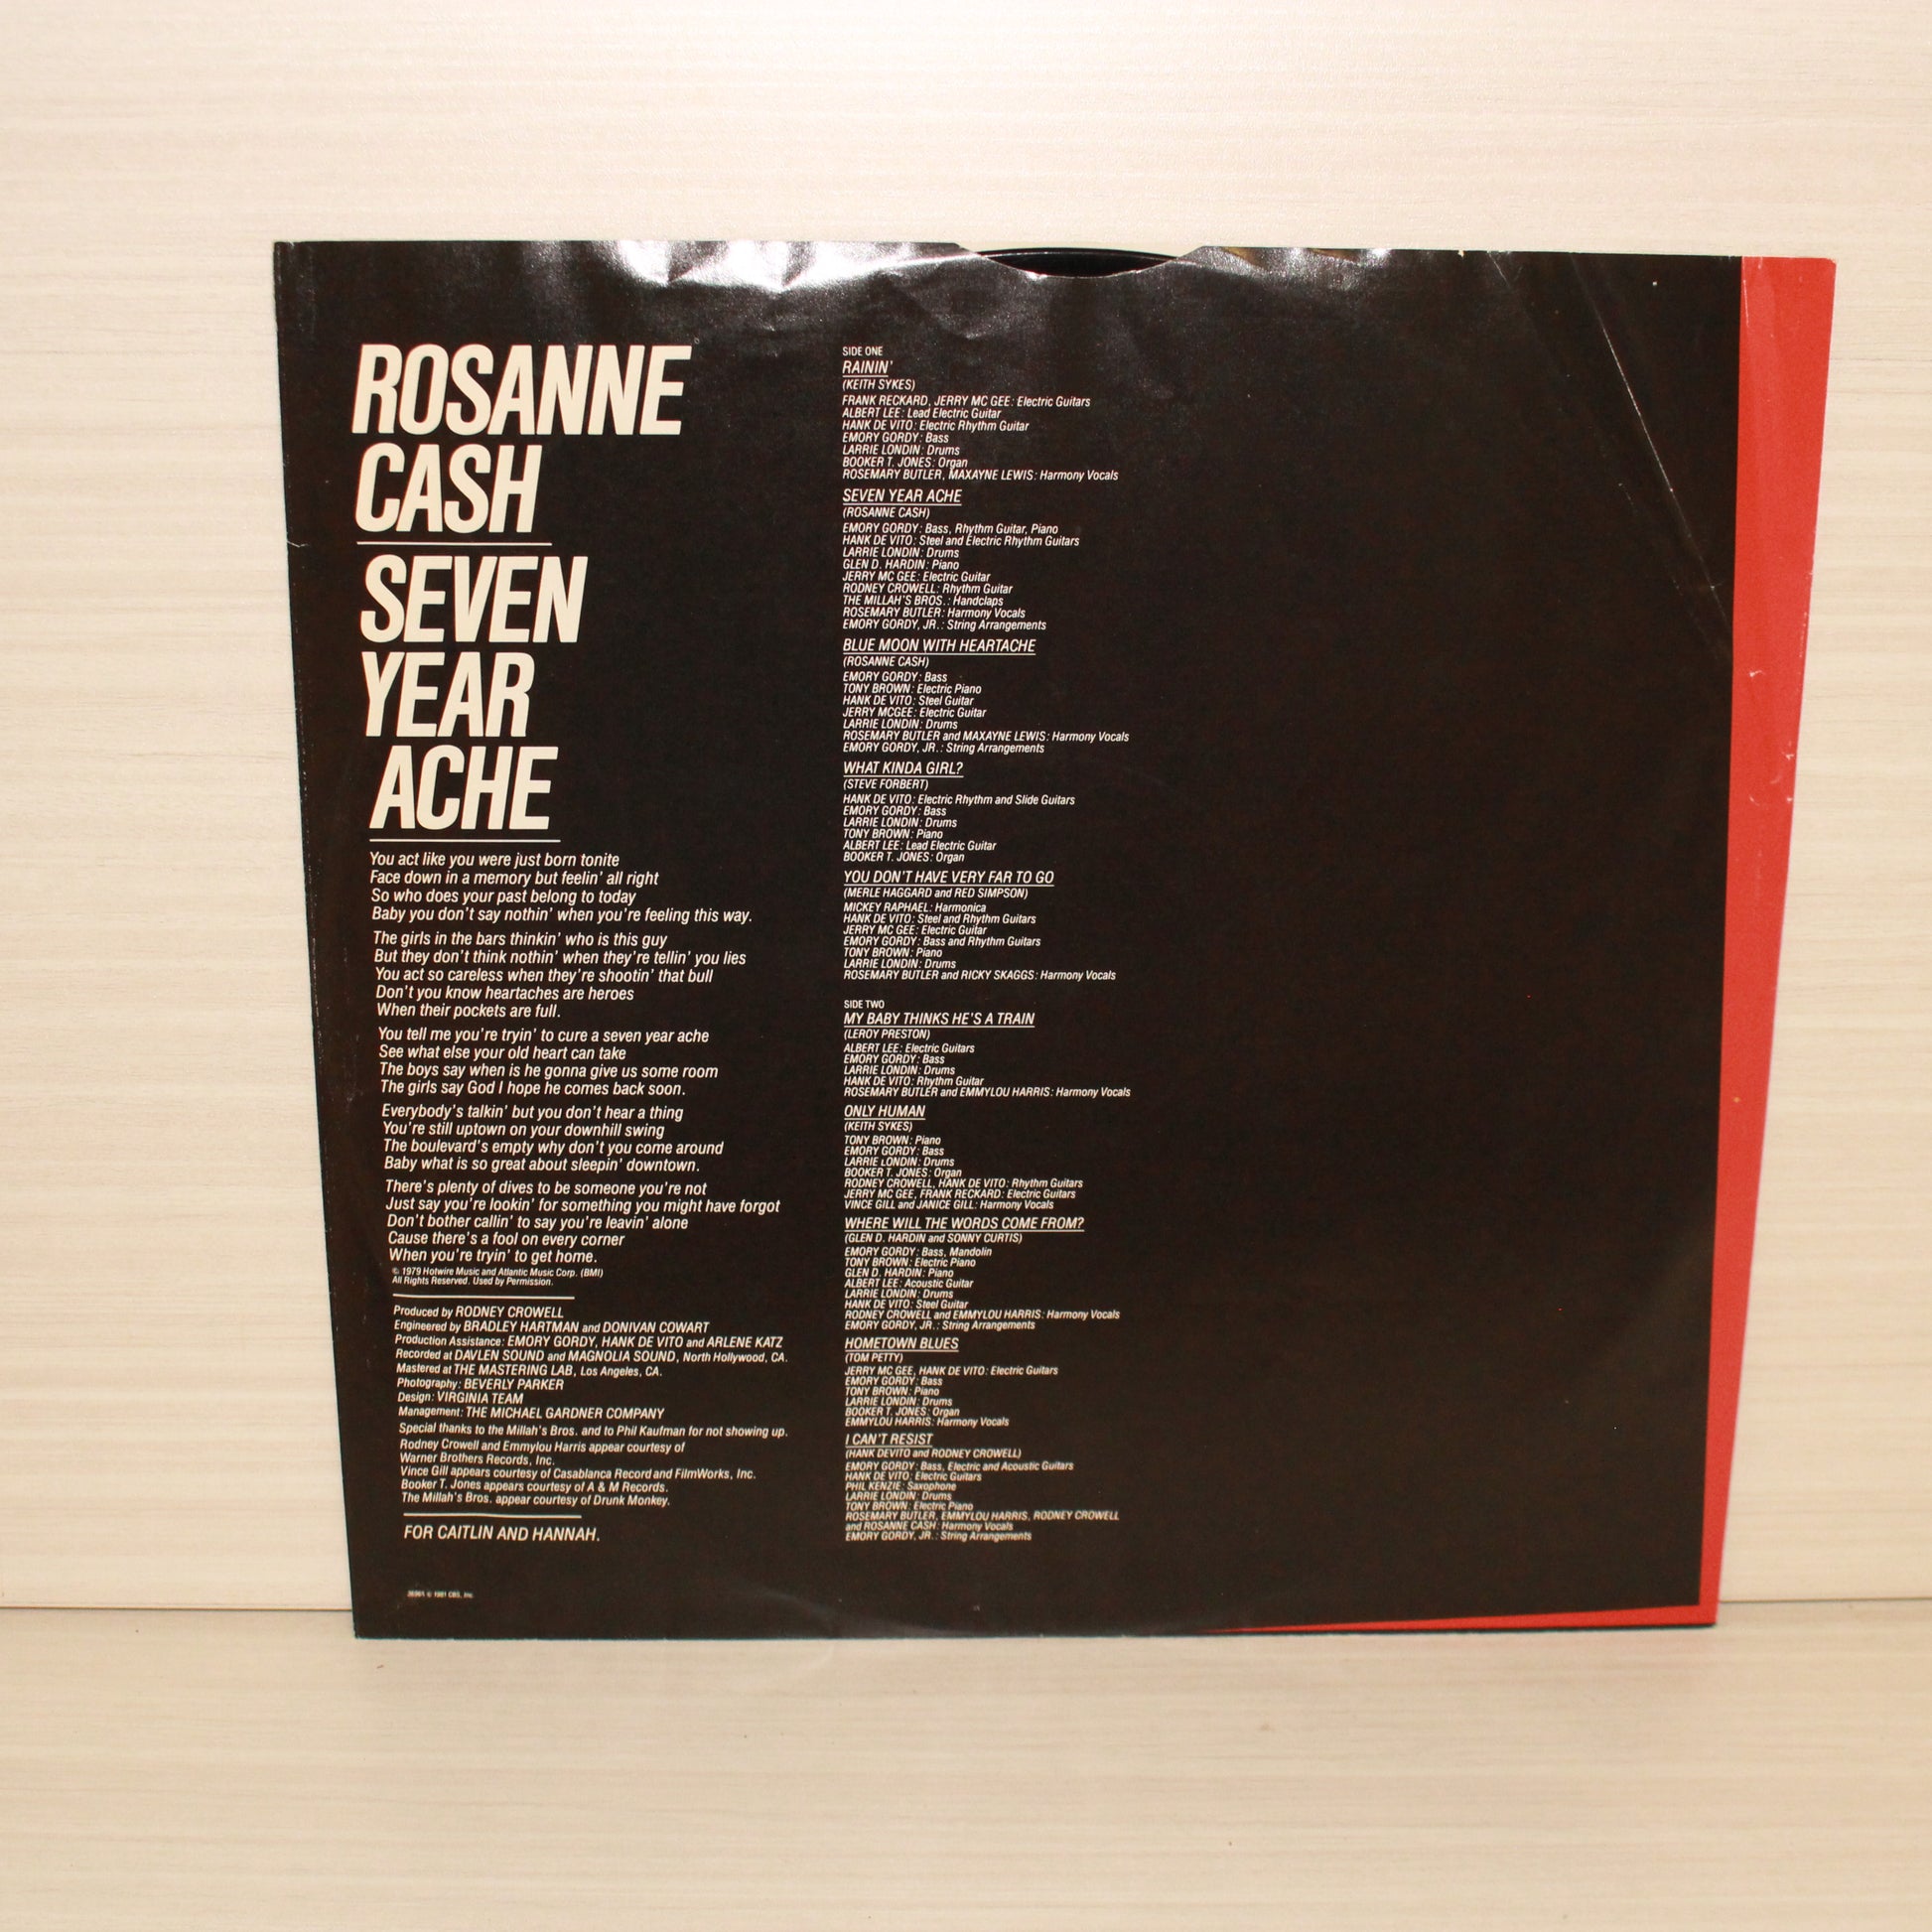 ROSANNE
CASH
SEVEN
YEAR
ACHE
You act like you were just born tonite
Face down in a memory but feelin' all right
So who does your past belong to today
Baby you don't say nothin' when you're feeling this way.
The girls in the bars thinkin' who is this guy
But they don't think nothin' when they're tellin' you lies
You act so careless when they're shootin' that bull
Don't you know heartaches are heroes
When their pockets are full.
You tell me you're tryin' to cure a seven year ache
See what else your old heart can take
The boys say when is he gonna give us some room
The girls say God I hope he comes back soon.
Everybody's talkin' but you don't hear a thing
You're still uptown on your downhill swing
The boulevard's empty why don't you come around
Baby what is so great about sleepin' downtown.
There's plenty of dives to be someone you're not
Just say you're lookin' for something you might have forgot
Don't bother callin' to say you're leavin' alone
Cause there's a fool on every corner
When you're tryin' to get home.
© 1979 Hotwire Music and Atlantic Music Corp. (BMI)
All Rights Reserved. Used by Permission.
Produced by RODNEY CROWELL
Engineered by BRADLEY HARTMAN and DONIVAN COWART
Production Assistance: EMORY GORDY, HANK DE VITO and ARLENE KATZ
Recorded at DAVLEN SOUND and MAGNOLIA SOUND, North Hollywood, CA.
Mastered at THE MASTERING LAB, Los Angeles, CA.
Photography: BEVERLY PARKER
Design: VIRGINIA TEAM
Management: THE MICHAEL GARDNER COMPANY
Special thanks to the Millah's Bros. and to Phil Kaufman for not showing up.
Rodney Crowell and Emmylou Harris appear courtesy of
Warner Brothers Records, Inc.
Vince Gill appears courtesy of Casablanca Record and FilmWorks, Inc.
Booker T. Jones appears courtesy of A & M Records.
The Millah's Bros. appear courtesy of Drunk Monkey.
FOR CAITLIN AND HANNAH.
© 1981 CBS, Inc.
SIDE ONE
RAININ'
(KEITH SYKES)
FRANK RECKARD, JERRY MC GEE: Electric Guitars
ALBERT LEE: Lead Electric Guitar
HANK DE VITO: Electric Rhythm Guitar
EMORY GORDY: Bass
LARRIE LONDIN: Drums
BOOKER T. JONES: Organ
ROSEMARY BUTLER, MAXAYNE LEWIS: Harmony Vocals
SEVEN YEAR ACHE
(ROSANNE CASH)
EMORY GORDY: Bass, Rhythm Guitar, Piano
HANK DE VITO: Steel and Electric Rhythm Guitars
LARRIE LONDIN: Drums
GLEN D. HARDIN: Piano
JERRY MC GEE: Electric Guitar
RODNEY CROWELL: Rhythm Guitar
THE MILLAH'S BROS.: Handclaps
ROSEMARY BUTLER: Harmony Vocals
EMORY GORDY, JR.: String Arrangements
BLUE MOON WITH HEARTACHE
(ROSANNE CASH)
EMORY GORDY: Bass
TONY BROWN: Electric Piano
HANK DE VITO: Steel Guitar
JERRY MCGEE: Electric Guitar
LARRIE LONDIN: Drums
ROSEMARY BUTLER and MAXAYNE LEWIS: Harmony Vocals
EMORY GORDY, JR.: String Arrangements
WHAT KINDA GIRL?
(STEVE FORBERT)
HANK DE VITO: Electric Rhythm and Slide Guitars
EMORY GORDY: Bass
LARRIE LONDIN: Drums
TONY BROWN: Piano
ALBERT LEE: Lead Electric Guitar
BOOKER T. JONES: Organ
YOU DON'T HAVE VERY FAR TO GO
(MERLE HAGGARD and RED SIMPSON)
MICKEY RAPHAEL: Harmonica
HANK DE VITO: Steel and Rhythm Guitars
JERRY MC GEE: Electric Guitar
EMORY GORDY: Bass and Rhythm Guitars
TONY BROWN: Piano
LARRIE LONDIN: Drums
ROSEMARY BUTLER and RICKY SKAGGS: Harmony Vocals
SIDE TWO
MY BABY THINKS HE'S A TRAIN
(LEROY PRESTON)
ALBERT LEE: Electric Guitars
EMORY GORDY: Bass
LARRIE LONDIN: Drums
HANK DE VITO: Rhythm Guitar
ROSEMARY BUTLER and EMMYLOU HARRIS: Harmony Vocals
ONLY HUMAN
(KEITH SYKES)
TONY BROWN: Piano
EMORY GORDY: Bass
LARRIE LONDIN: Drums
BOOKER T. JONES: Organ
RODNEY CROWELL, HANK DE VITO: Rhythm Guitars
JERRY MC GEE, FRANK RECKARD: Electric Guitars
VINCE GILL and JANICE GILL: Harmony Vocals
WHERE WILL THE WORDS COME FROM?
(GLEN D. HARDIN and SONNY CURTIS)
EMORY GORDY: Bass, Mandolin
TONY BROWN: Electric Piano
GLEN D. HARDIN: Piano
ALBERT LEE: Acoustic Guitar
LARRIE LONDIN: Drums
HANK DE VITO: Steel Guitar
RODNEY CROWELL and EMMYLOU HARRIS: Harmony Vocals
EMORY GORDY, JR.: String Arrangements
HOMETOWN BLUES
(TOM PETTY)
JERRY MC GEE, HANK DE VITO: Electric Guitars
EMORY GORDY: Bass
TONY BROWN: Piano
LARRIE LONDIN: Drums
BOOKER T. JONES: Organ
EMMYLOU HARRIS: Harmony Vocals
I CAN'T RESIST
(HANK DEVITO and RODNEY CROWELL)
EMORY GORDY: Bass, Electric and Acoustic Guitars
HANK DE VITO: Electric Guitars
PHIL KENZIE: Saxophone
LARRIE LONDIN: Drums
TONY BROWN: Electric Piano
ROSEMARY BUTLER, EMMYLOU HARRIS, RODNEY CROWELL
and ROSANNE CASH: Harmony Vocals
EMORY GORDY, JR.: String Arrangements